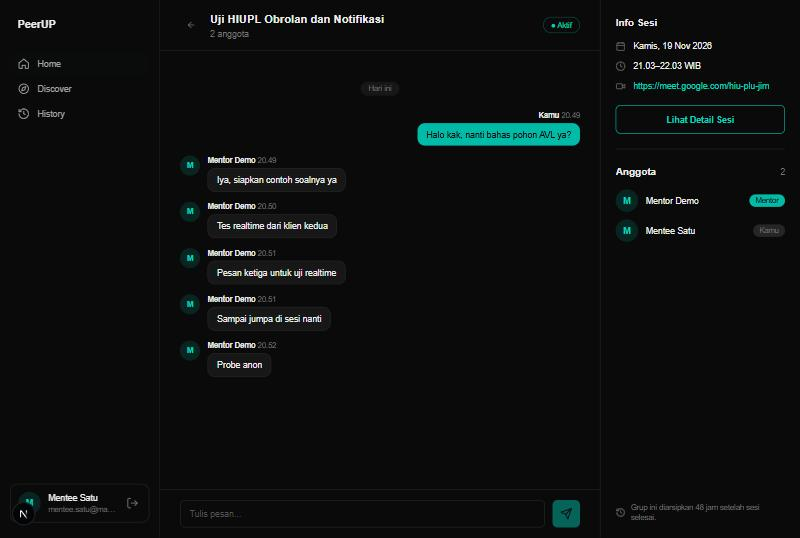 PeerUP
Home
Discover
History
M
Mentee Satu
mentee.satu@ma...
N
Uji HIUPL Obrolan dan Notifikasi
2 anggota
Aktif
Hari ini
Kamu 20.49
Halo kak, nanti bahas pohon AVL ya?
M
Mentor Demo 20.49
Iya, siapkan contoh soalnya ya
M
Mentor Demo 20.50
Tes realtime dari klien kedua
M
Mentor Demo 20.51
Pesan ketiga untuk uji realtime
M
Mentor Demo 20.51
Sampai jumpa di sesi nanti
M
Mentor Demo 20.52
Probe anon
Tulis pesan...
Info Sesi
Kamis, 19 Nov 2026
21.03–22.03 WIB
https://meet.google.com/hiu-plu-jim
Lihat Detail Sesi
Anggota 2
M Mentor Demo Mentor
M Mentee Satu Kamu
Grup ini diarsipkan 48 jam setelah sesi
selesai.